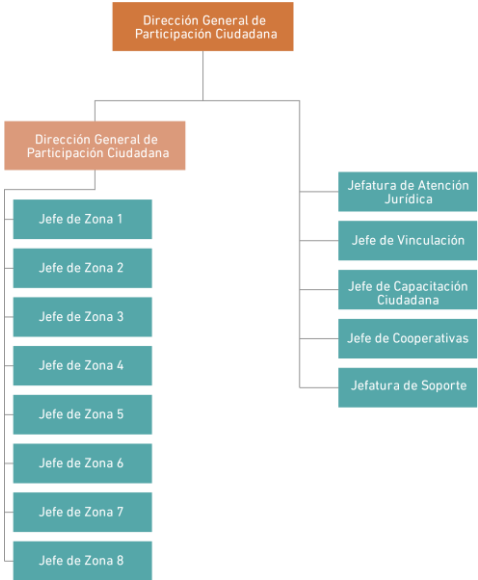 Dirección General de
Participación Ciudadana
Dirección General de
Participación Ciudadana
Jefe de Zona 1
Jefe de Zona 2
Jefe de Zona 3
Jefe de Zona 4
Jefe de Zona 5
Jefe de Zona 6
Jefe de Zona 7
Jefe de Zona 8
Jefatura de Atención
Jurídica
Jefe de Vinculación
Jefe de Capacitación
Ciudadana
Jefe de Cooperativas
Jefatura de Soporte